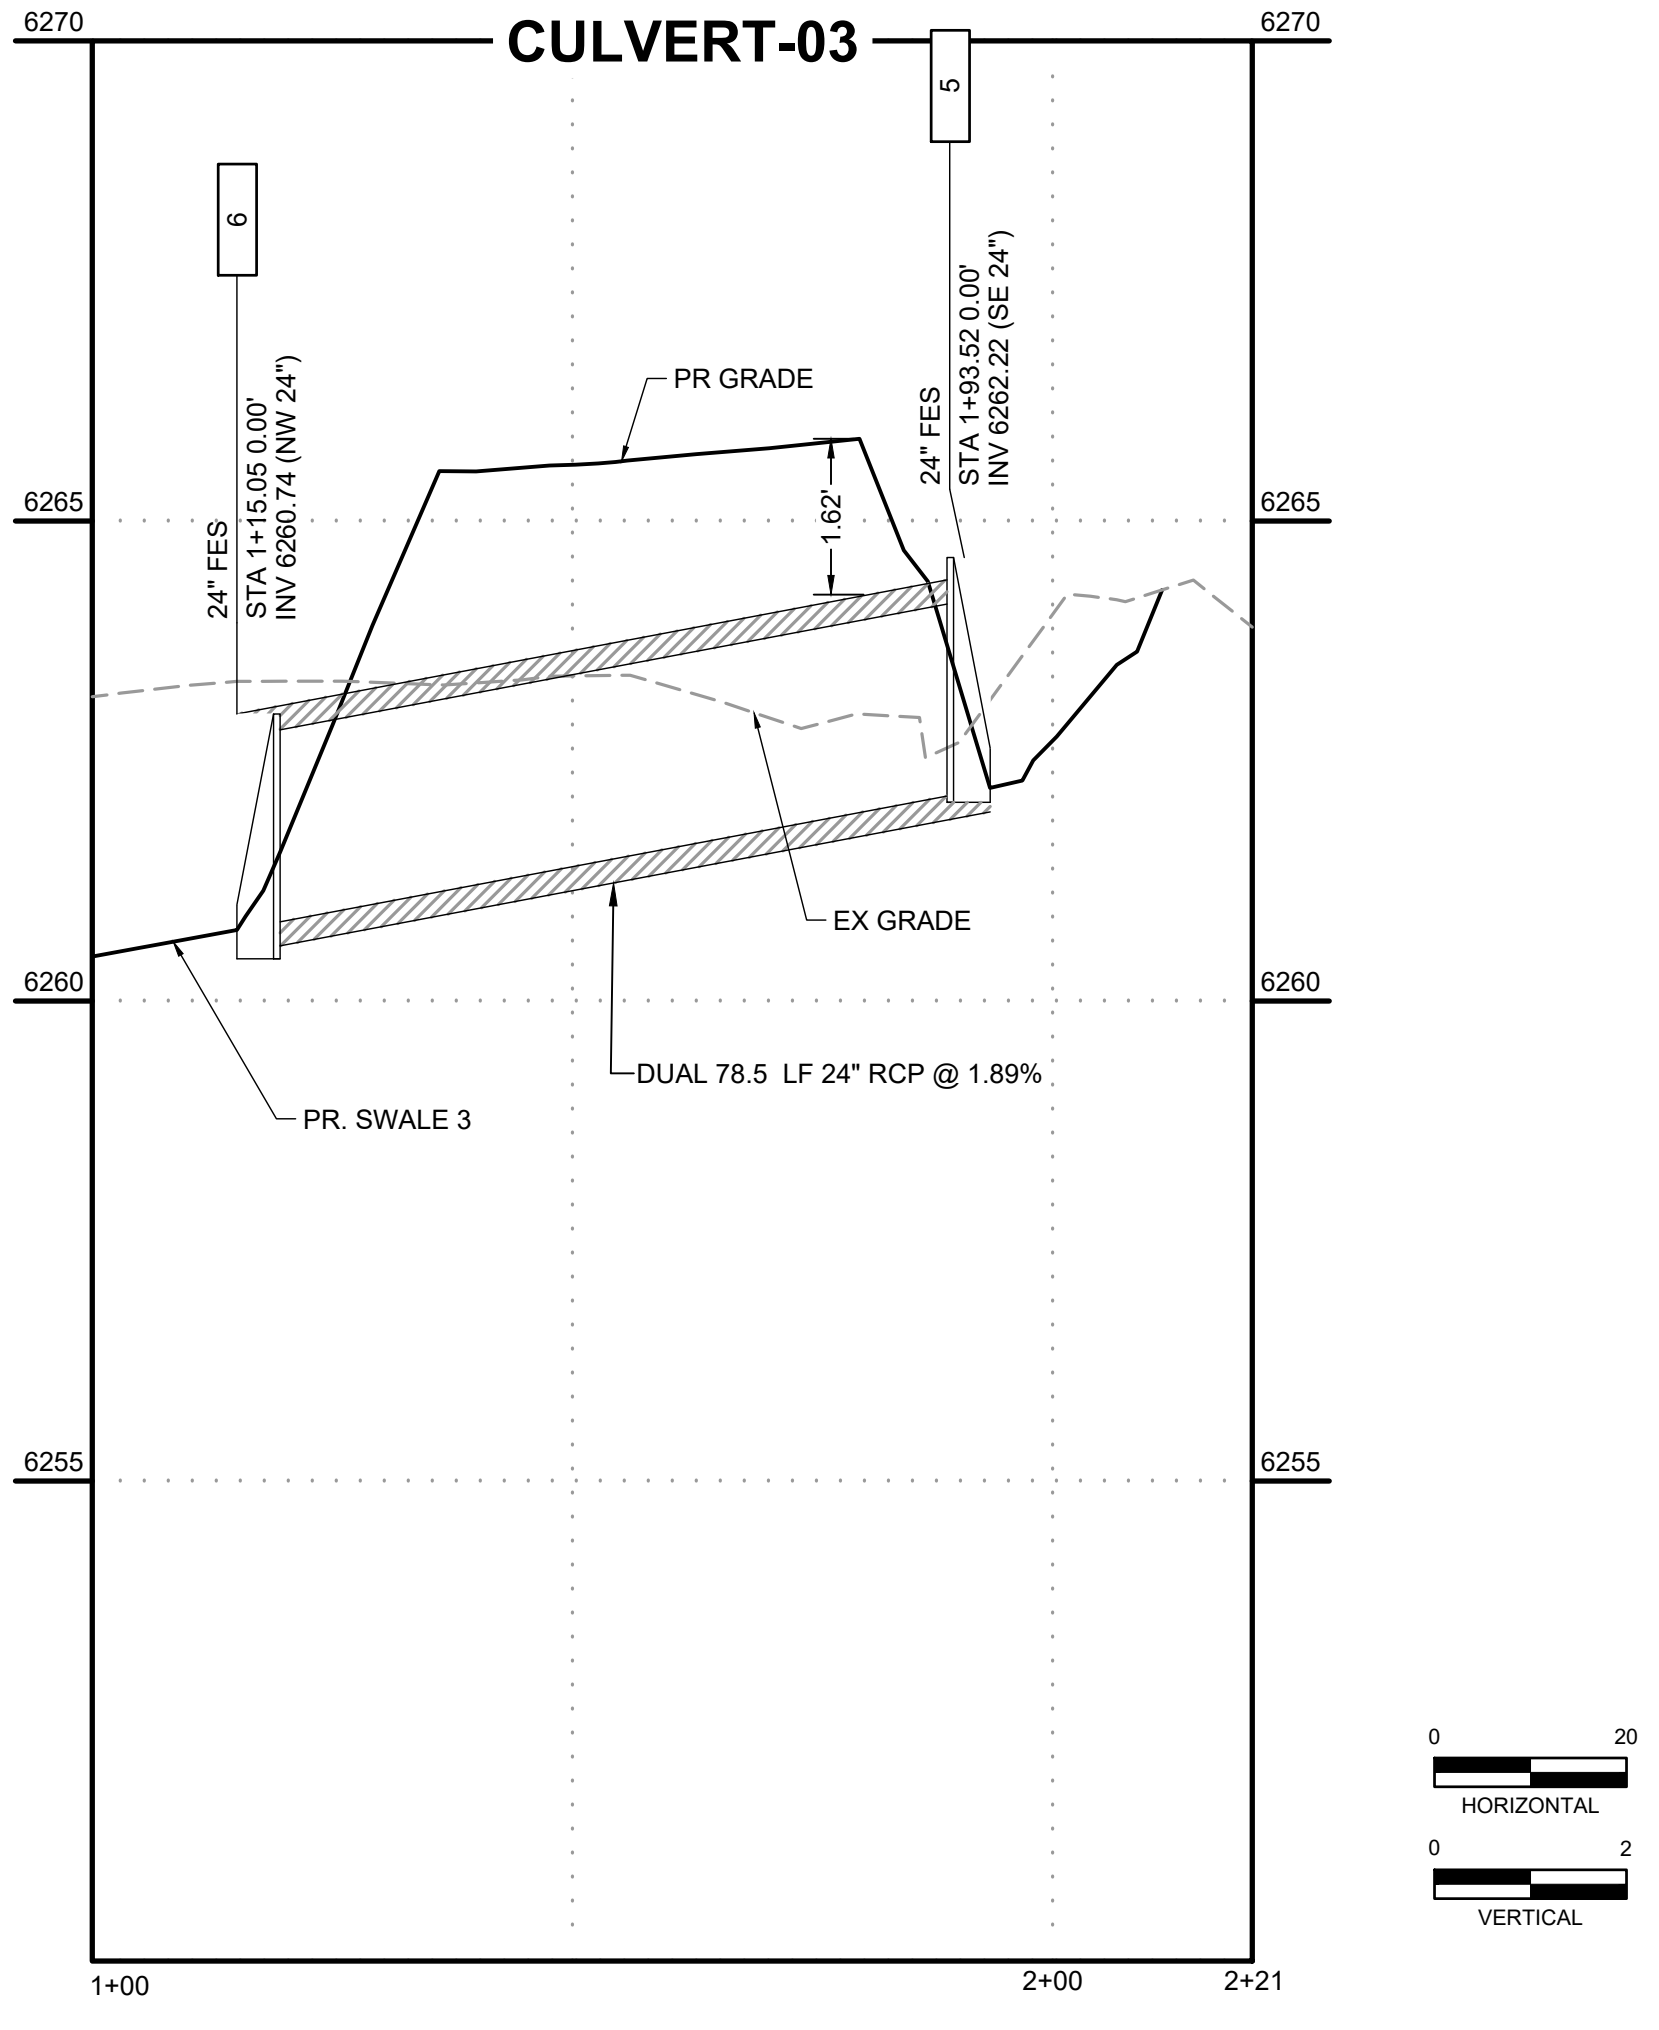 CULVERT-03
6270
6270
5
6
24" FES
STA 1+93.52 0.00'
INV 6262.22 (SE 24")
24" FES
STA 1+15.05 0.00'
INV 6260.74 (NW 24")
PR GRADE
1.62'
6265
6265
EX GRADE
6260
6260
DUAL 78.5 LF 24" RCP @ 1.89%
PR. SWALE 3
6255
6255
0 20
HORIZONTAL
0 2
VERTICAL
1+00
2+00
2+21